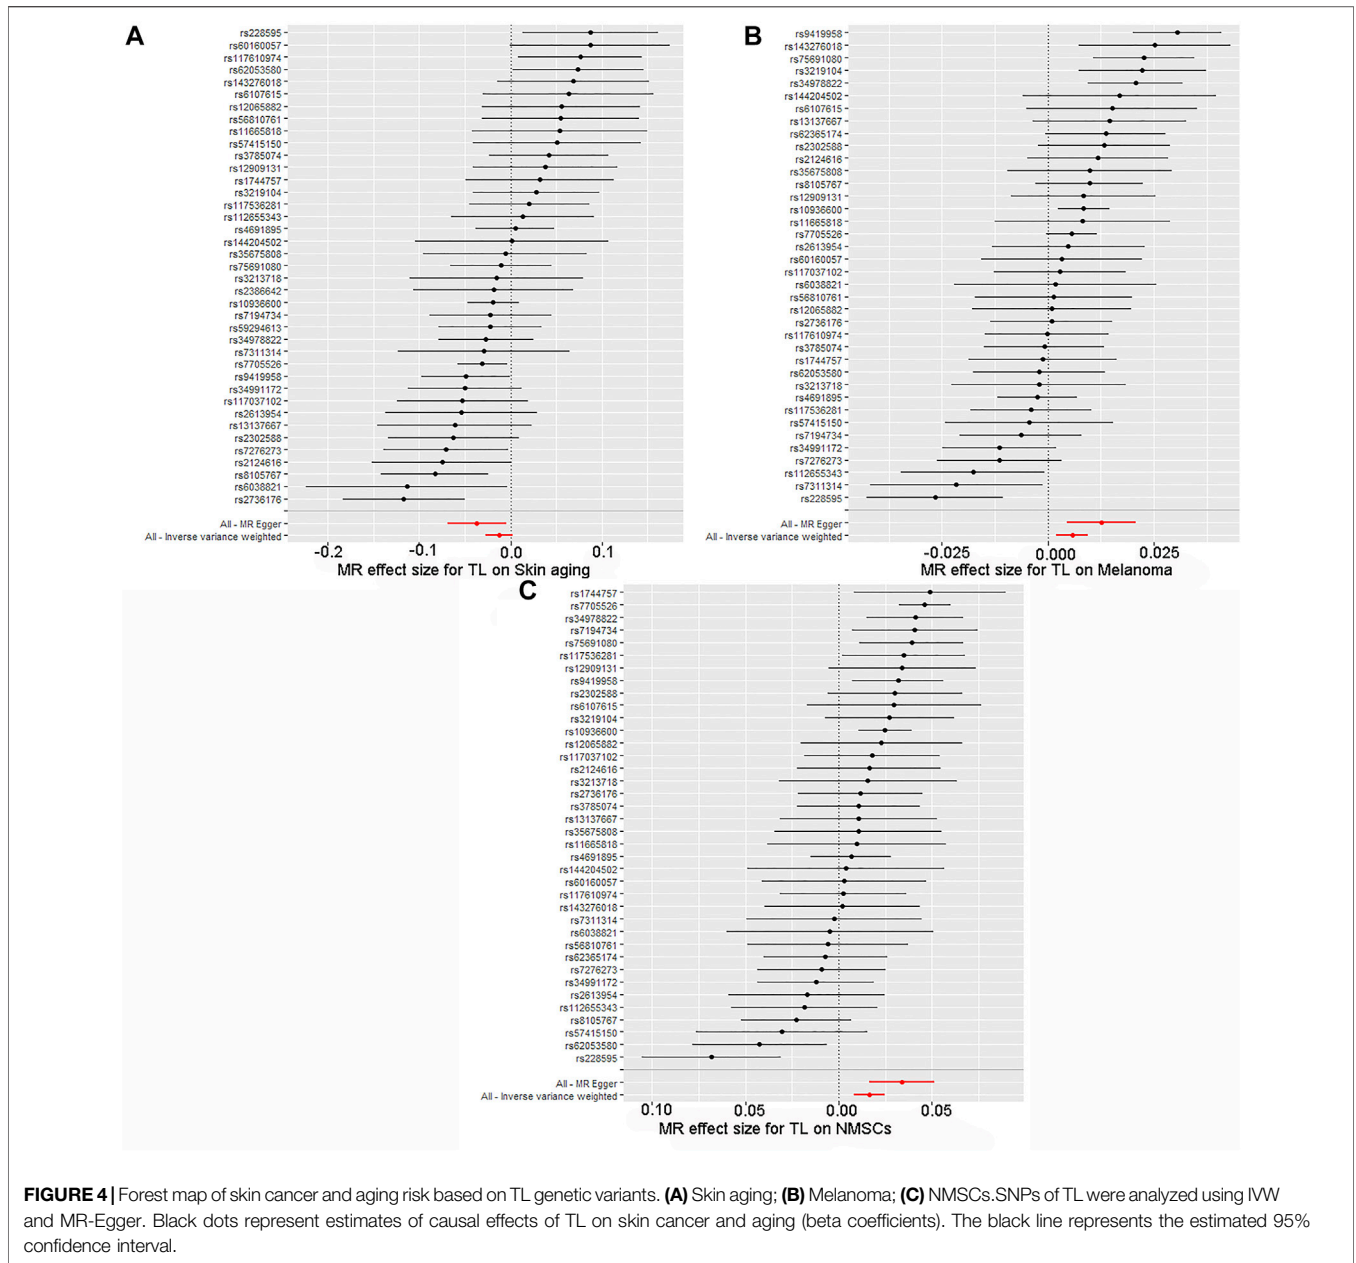 A
rs228595
rs60160057
rs117610974
rs62053580
rs143276018
rs6107615
rs12065882
rs56810761
rs11665818
rs57415150
rs3785074
rs12909131
rs1744757
rs3219104
rs117536281
rs112655343
rs4691895
rs144204502
rs35675808
rs75691080
rs3213718
rs2386642
rs10936600
rs7194734
rs59294613
rs34978822
rs7311314
rs7705526
rs9419958
rs34991172
rs117037102
rs2613954
rs13137667
rs2302588
rs7276273
rs2124616
rs8105767
rs6038821
rs2736176
All - MR Egger
All - Inverse variance weighted
-0.2 -0.1 0.0 0.1
MR effect size for TL on Skin aging
B
rs9419958
rs143276018
rs75691080
rs3219104
rs34978822
rs144204502
rs6107615
rs13137667
rs62365174
rs2302588
rs2124616
rs35675808
rs8105767
rs12909131
rs10936600
rs11665818
rs7705526
rs2613954
rs60160057
rs117037102
rs6038821
rs56810761
rs12065882
rs2736176
rs117610974
rs3785074
rs1744757
rs62053580
rs3213718
rs4691895
rs117536281
rs57415150
rs7194734
rs34991172
rs7276273
rs112655343
rs7311314
rs228595
All - MR Egger
All - Inverse variance weighted
-0.025 0.000 0.025
MR effect size for TL on Melanoma
C
rs1744757
rs7705526
rs34978822
rs7194734
rs75691080
rs117536281
rs12909131
rs9419958
rs2302588
rs6107615
rs3219104
rs10936600
rs12065882
rs117037102
rs2124616
rs3213718
rs2736176
rs3785074
rs13137667
rs35675808
rs11665818
rs4691895
rs144204502
rs60160057
rs117610974
rs143276018
rs7311314
rs6038821
rs56810761
rs62365174
rs7276273
rs34991172
rs2613954
rs112655343
rs8105767
rs57415150
rs62053580
rs228595
All - MR Egger
All - Inverse variance weighted
0.10 0.05 0.00 0.05
MR effect size for TL on NMSCs
FIGURE 4 | Forest map of skin cancer and aging risk based on TL genetic variants. (A) Skin aging; (B) Melanoma; (C) NMSCs.SNPs of TL were analyzed using IVW
and MR-Egger. Black dots represent estimates of causal effects of TL on skin cancer and aging (beta coefficients). The black line represents the estimated 95%
confidence interval.